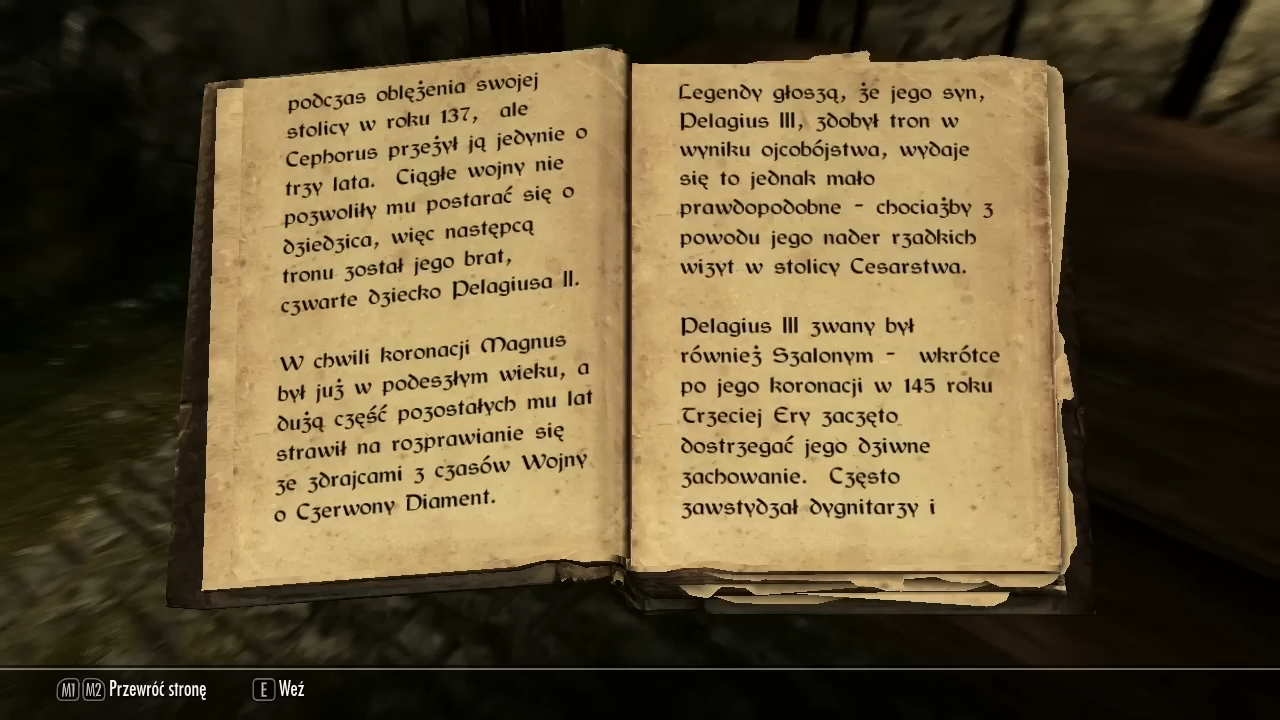 podczas oblężenia swojej
stolicy w roku 137, ale
Cephorus przeżył ją jedynie o
trzy lata. Ciągłe wojny nie
pozwoliły mu postarać się o
dziedzica, więc następcą
tronu został jego brat,
czwarte dziecko Pelagiusa II.
W chwili koronacji Magnus
był już w podeszłym wieku, a
dużą część pozostałych mu lat
strawił na rozprawianie się
ze zdrajcami z czasów Wojny
o Czerwony Diament.
Legendy głoszą, że jego syn,
Pelagius III, zdobył tron w
wyniku ojcobójstwa, wydaje
się to jednak mało
prawdopodobne - chociażby z
powodu jego nader rzadkich
wizyt w stolicy Cesarstwa.
Pelagius III zwany był
również Szalonym - wkrótce
po jego koronacji w 145 roku
Trzeciej Ery zaczęto
dostrzegać jego dziwne
zachowanie. Często
zawstydzał dygnitarzy i
M1 M2 Przewróć stronę E Weź